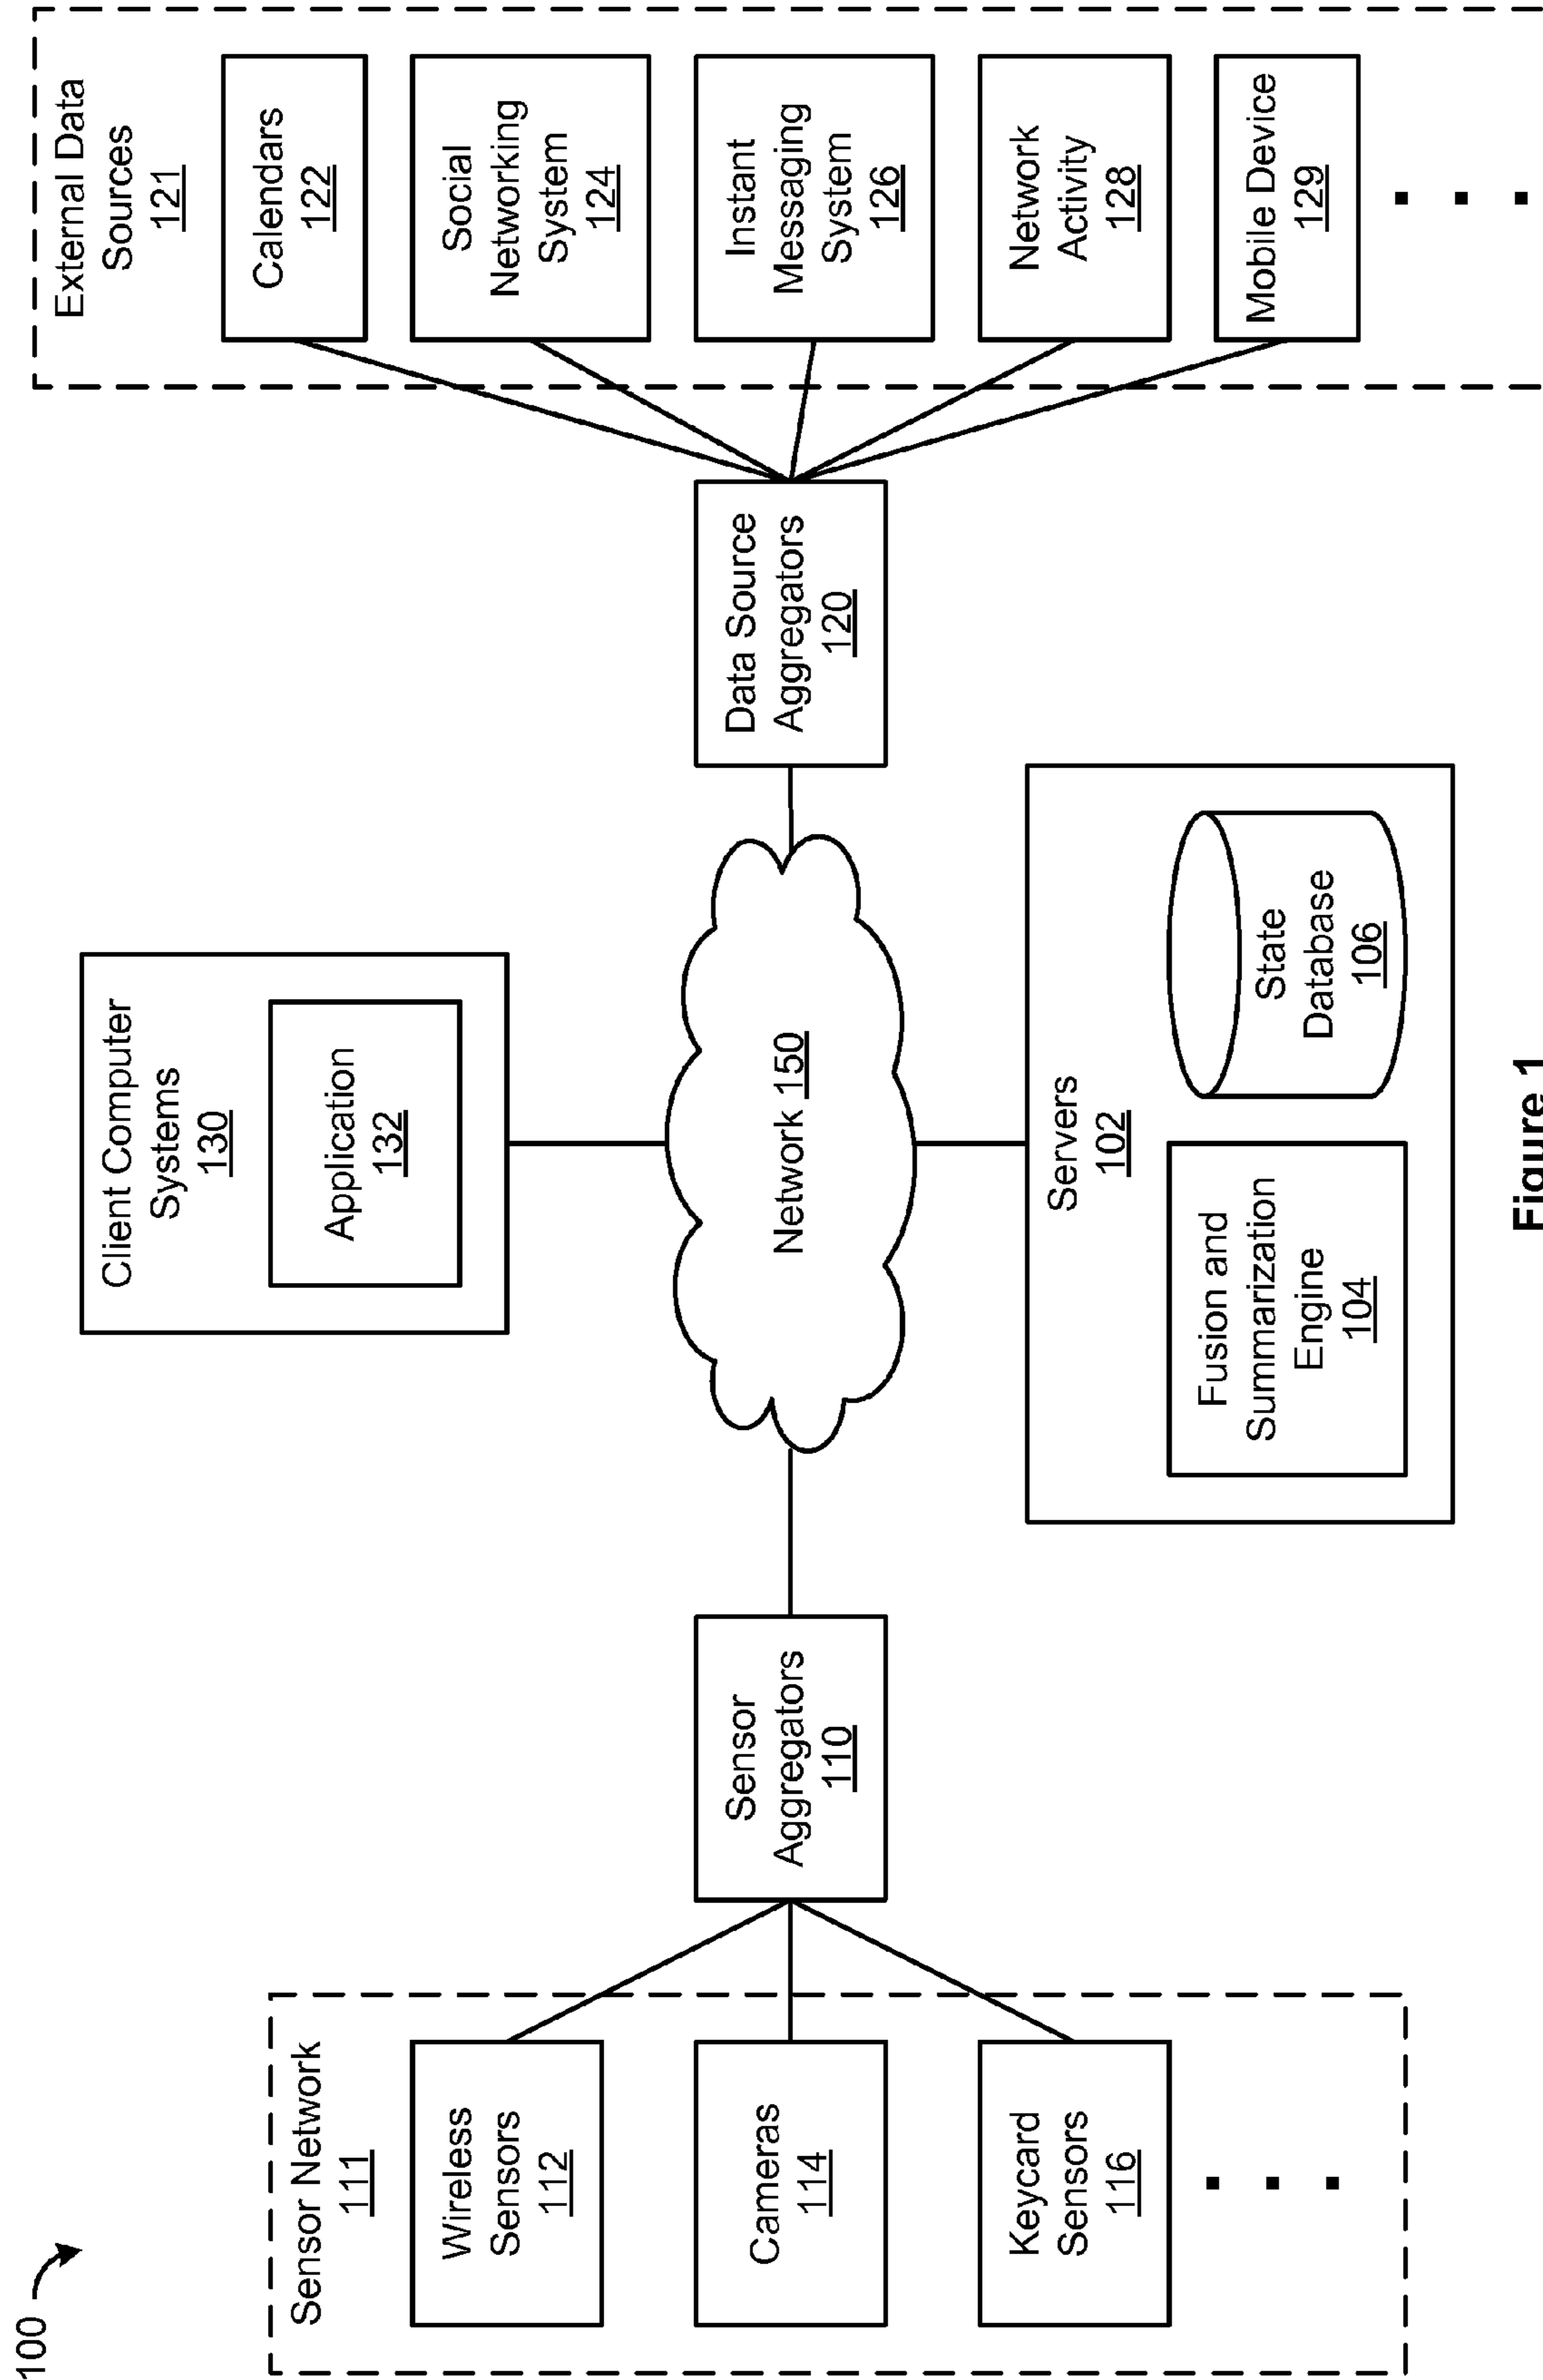 100
Sensor Network
111
Wireless
Sensors
112
Cameras
114
Keycard
Sensors
116
Sensor
Aggregators
110
Client Computer
Systems
130
Application
132
Network 150
Servers
102
Fusion and
Summarization
Engine
104
State
Database
106
Data Source
Aggregators
120
External Data
Sources
121
Calendars
122
Social
Networking
System
124
Instant
Messaging
System
126
Network
Activity
128
Mobile Device
129
Figure 1